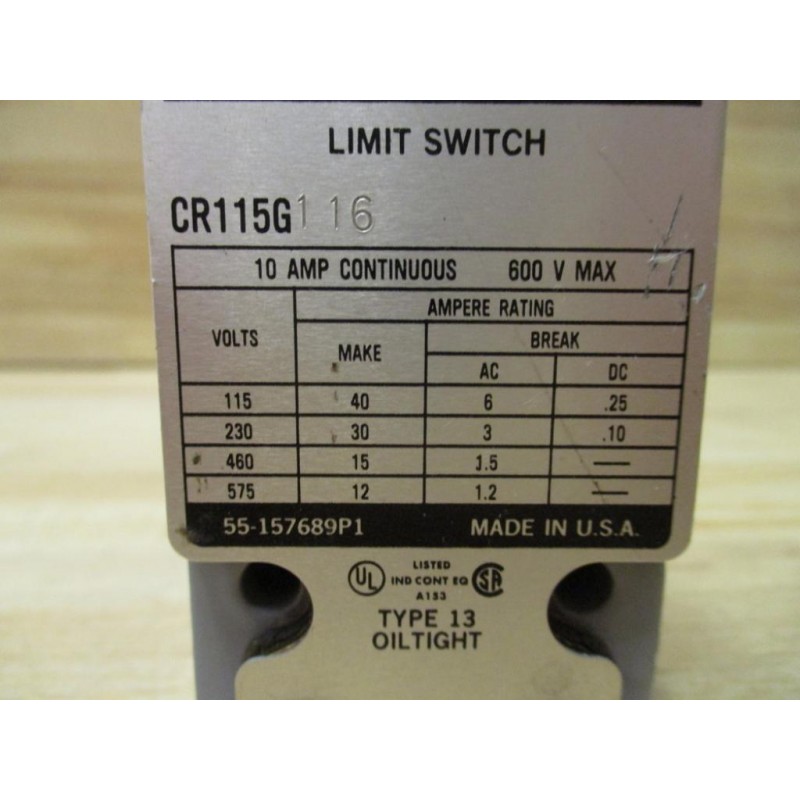 LIMIT SWITCH
CR115G116
10 AMP CONTINUOUS 600 V MAX
VOLTS AMPERE RATING
MAKE BREAK
AC DC
115 40 6 .25
230 30 3 .10
460 15 1.5 —
575 12 1.2 —
55-157689P1 MADE IN U.S.A.
UL LISTED SA
IND CONT EQ
A153
TYPE 13
OILTIGHT